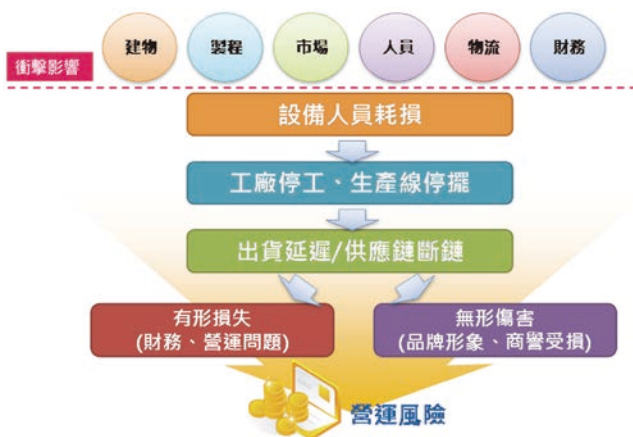 建物 製程 市場 人員 物流 財務
衝擊影響
設備人員耗損
工廠停工、生產線停擺
出貨延遲/供應鏈斷鏈
有形損失
(財務、營運問題)
無形傷害
(品牌形象、商譽受損)
營運風險